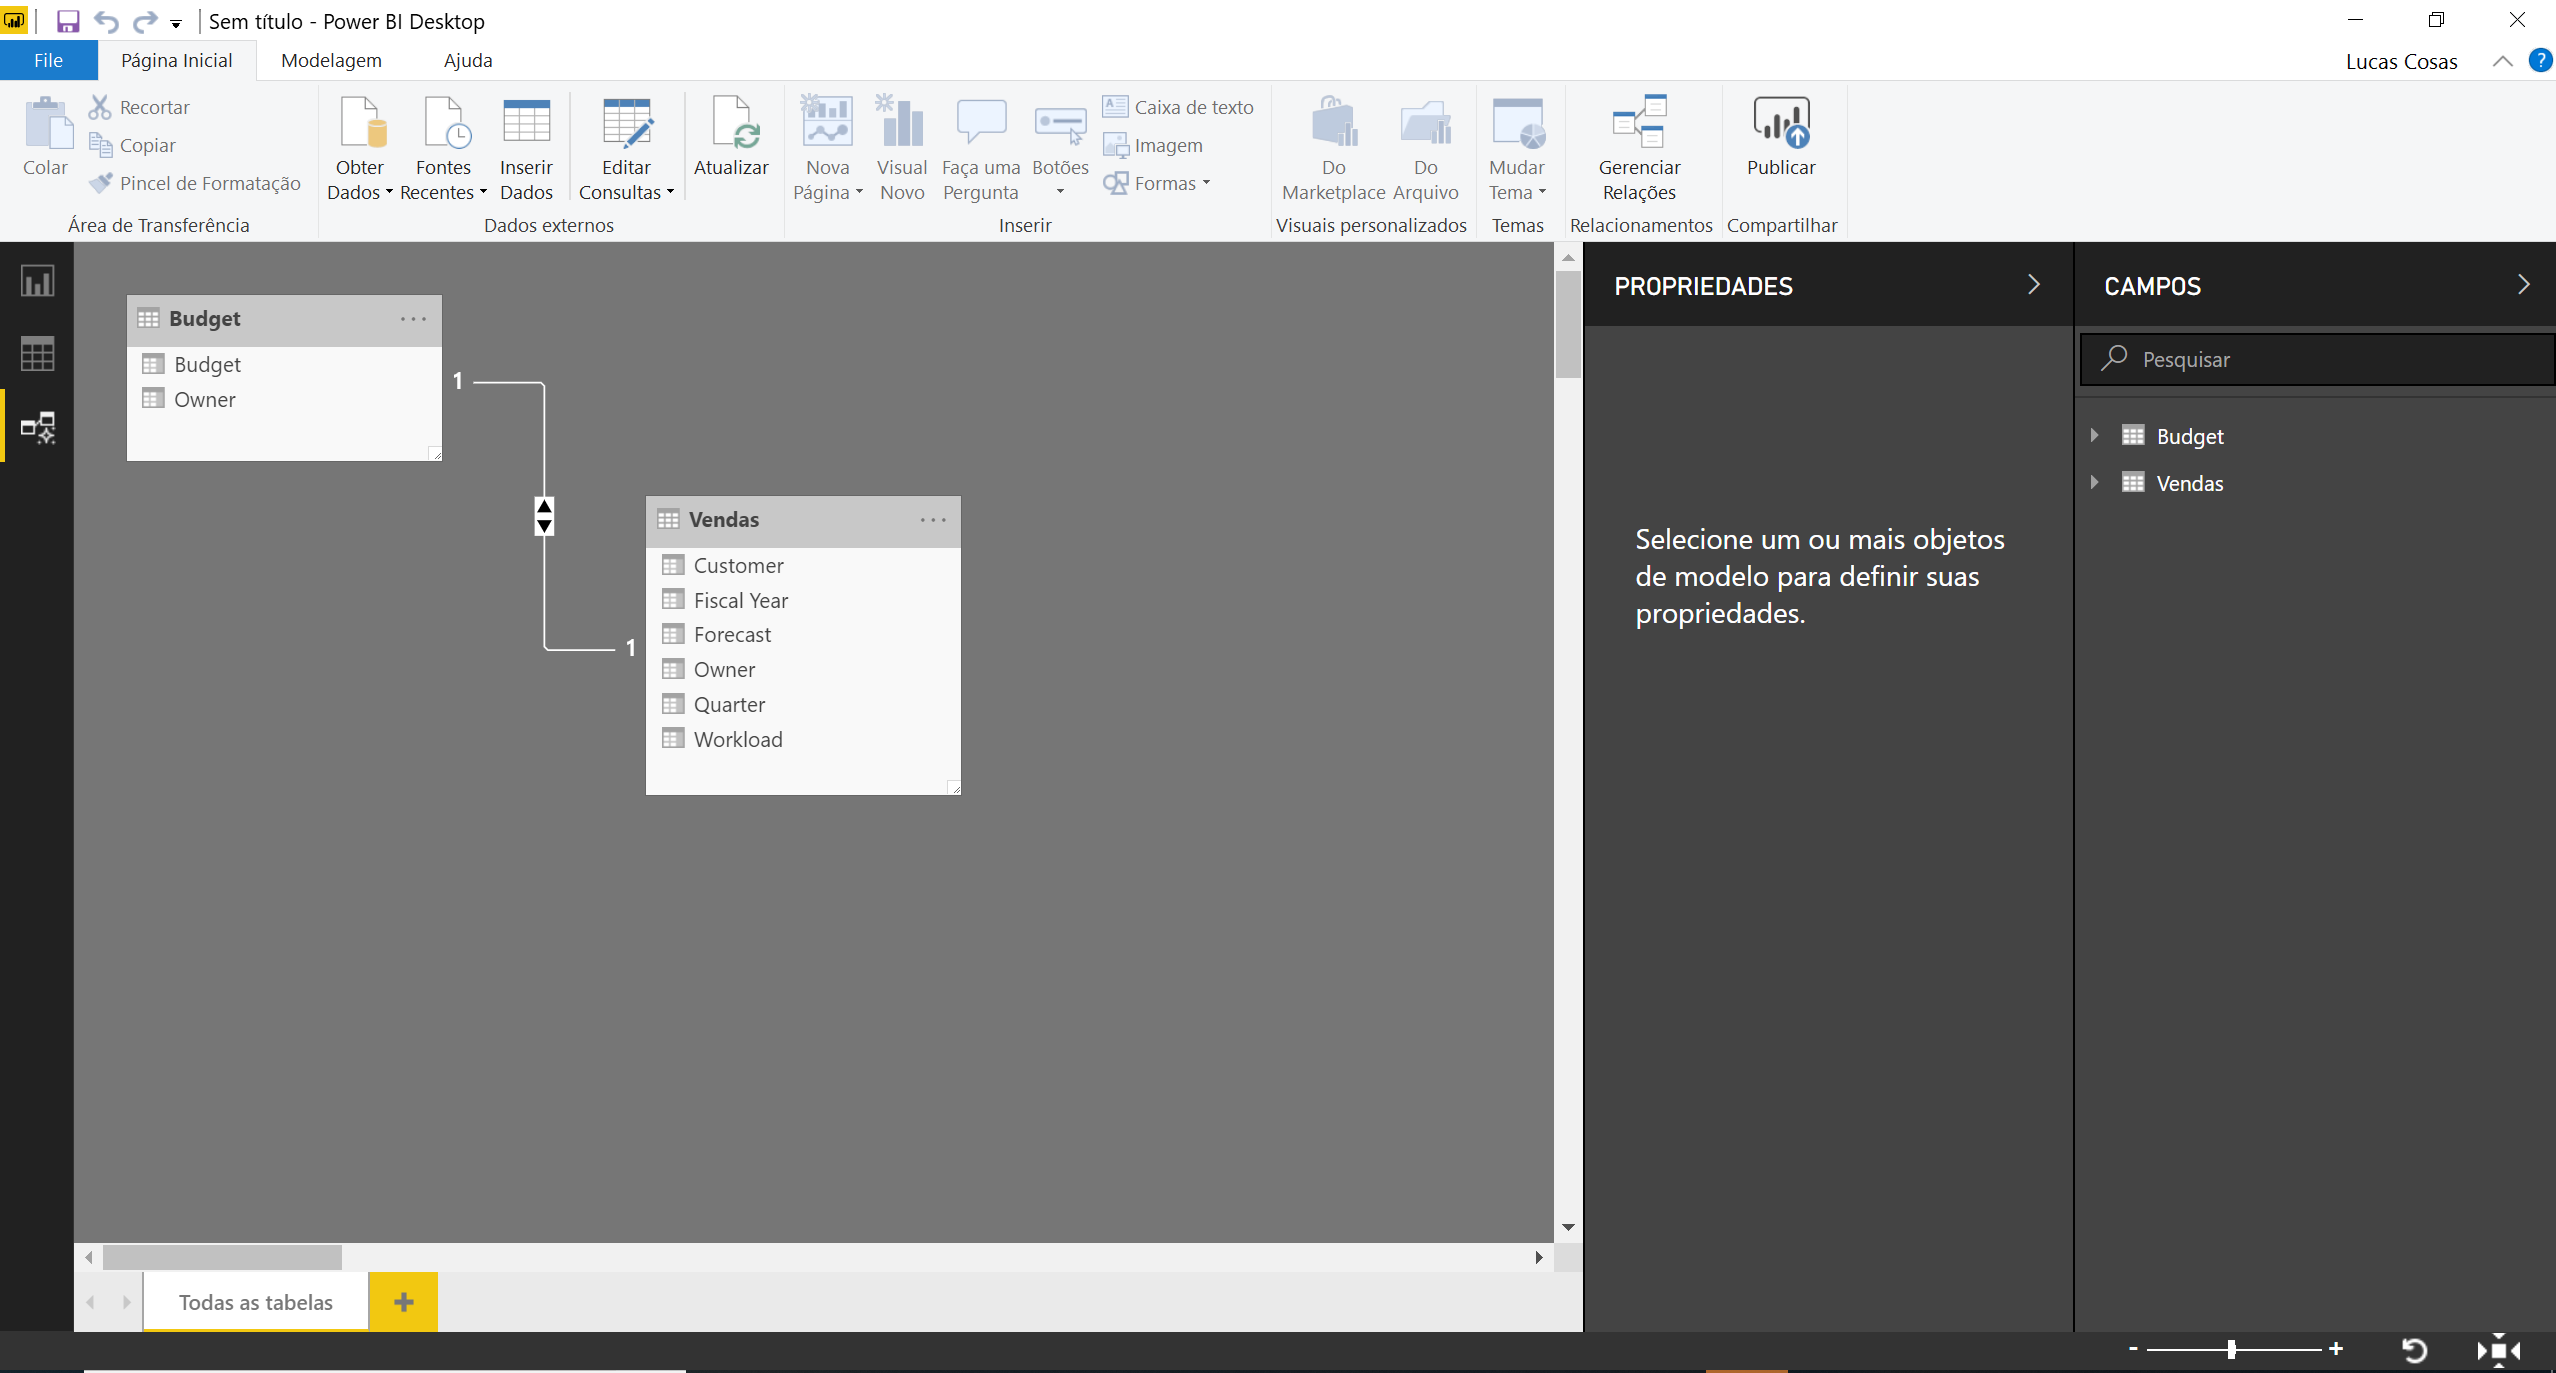 Sem título - Power BI Desktop
File
Página Inicial
Modelagem
Ajuda
Lucas Cosas
?
Colar
Recortar
Copiar
Pincel de Formatação
Área de Transferência
Obter
Dados
Fontes
Recentes
Inserir
Dados
Editar
Consultas
Atualizar
Dados externos
Nova
Página
Visual
Novo
Faça uma
Pergunta
Botões
Caixa de texto
Imagem
Formas
Inserir
Do
Marketplace
Do
Arquivo
Visuais personalizados
Mudar
Tema
Temas
Gerenciar
Relações
Relacionamentos
Publicar
Compartilhar
Budget
...
Budget
Owner
1
1
Vendas
...
Customer
Fiscal Year
Forecast
Owner
Quarter
Workload
PROPRIEDADES
Selecione um ou mais objetos
de modelo para definir suas
propriedades.
CAMPOS
Pesquisar
Budget
Vendas
Todas as tabelas
+
- +